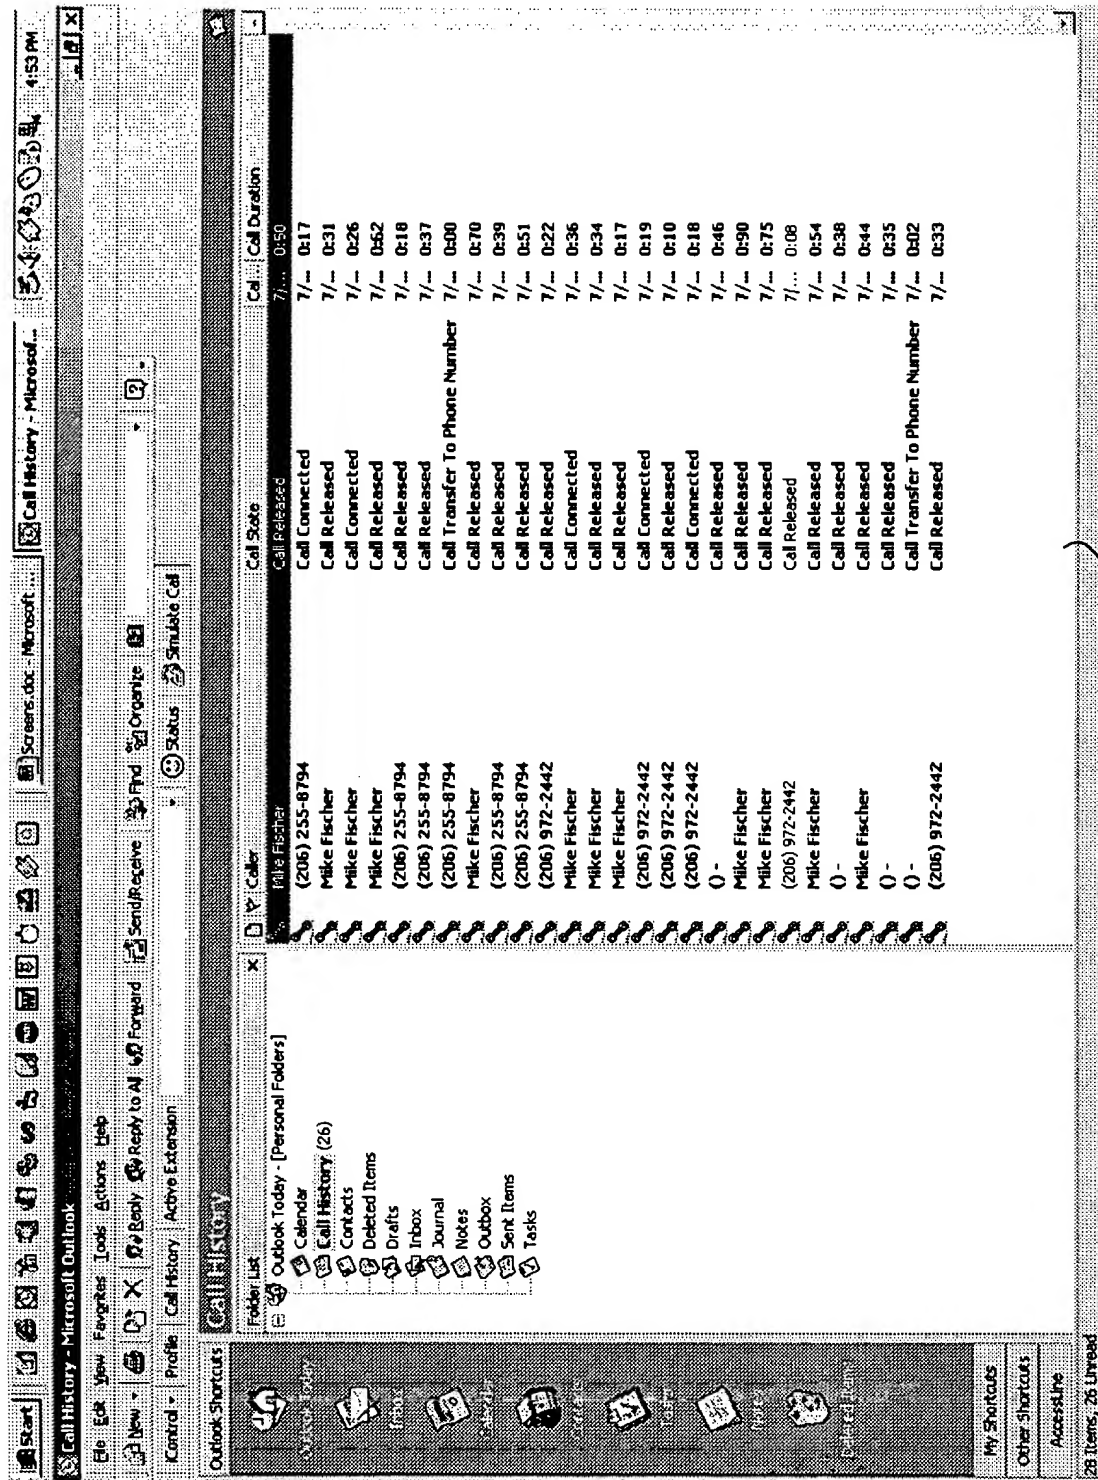 Start Screens.doc - Microsoft ... Call History - Microsof... 4:53 PM
Call History - Microsoft Outlook
File Edit View Favorites Tools Actions Help
New Reply Reply to All Forward Send/Receive Find Organize
iControl Profile Call History Active Extension Status Simulate Call
Outlook Shortcuts
Call History
Folder List
Outlook Today - [Personal Folders]
Calendar
Call History (26)
Contacts
Deleted Items
Drafts
Inbox
Journal
Notes
Outbox
Sent Items
Tasks
Caller Call State Cal... Call Duration
Mike Fischer Call Released 7/... 0:50
(206) 255-8794 Call Connected 7/... 0:17
Mike Fischer Call Released 7/... 0:31
Mike Fischer Call Connected 7/... 0:26
Mike Fischer Call Released 7/... 0:62
(206) 255-8794 Call Released 7/... 0:18
(206) 255-8794 Call Released 7/... 0:37
(206) 255-8794 Call Transfer To Phone Number 7/... 0:00
Mike Fischer Call Released 7/... 0:70
(206) 255-8794 Call Released 7/... 0:39
(206) 255-8794 Call Released 7/... 0:51
(206) 972-2442 Call Released 7/... 0:22
Mike Fischer Call Connected 7/... 0:36
Mike Fischer Call Released 7/... 0:34
Mike Fischer Call Released 7/... 0:17
(206) 972-2442 Call Connected 7/... 0:19
(206) 972-2442 Call Released 7/... 0:10
(206) 972-2442 Call Connected 7/... 0:18
() - Call Released 7/... 0:46
Mike Fischer Call Released 7/... 0:90
Mike Fischer Call Released 7/... 0:75
(206) 972-2442 Call Released 7/... 0:08
Mike Fischer Call Released 7/... 0:54
() - Call Released 7/... 0:38
Mike Fischer Call Released 7/... 0:44
() - Call Released 7/... 0:35
() - Call Transfer To Phone Number 7/... 0:02
(206) 972-2442 Call Released 7/... 0:33
My Shortcuts
Other Shortcuts
AccessLine
28 Items, 26 Unread